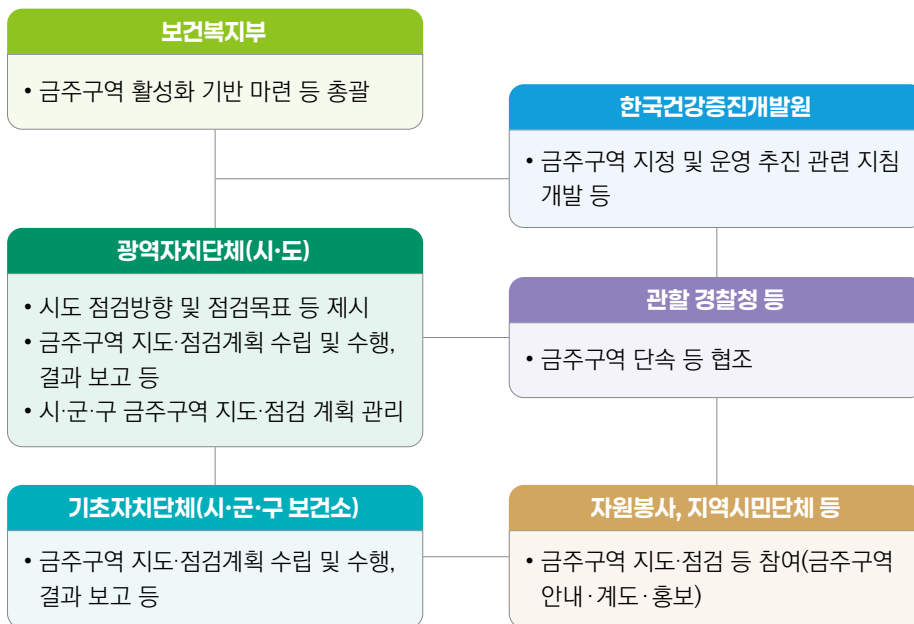 보건복지부
• 금주구역 활성화 기반 마련 등 총괄
한국건강증진개발원
• 금주구역 지정 및 운영 추진 관련 지침
개발 등
광역자치단체(시·도)
• 시도 점검방향 및 점검목표 등 제시
• 금주구역 지도·점검계획 수립 및 수행,
결과 보고 등
• 시·군·구 금주구역 지도·점검 계획 관리
관할 경찰청 등
• 금주구역 단속 등 협조
기초자치단체(시·군·구 보건소)
• 금주구역 지도·점검계획 수립 및 수행,
결과 보고 등
자원봉사, 지역시민단체 등
• 금주구역 지도·점검 등 참여(금주구역
안내·계도·홍보)